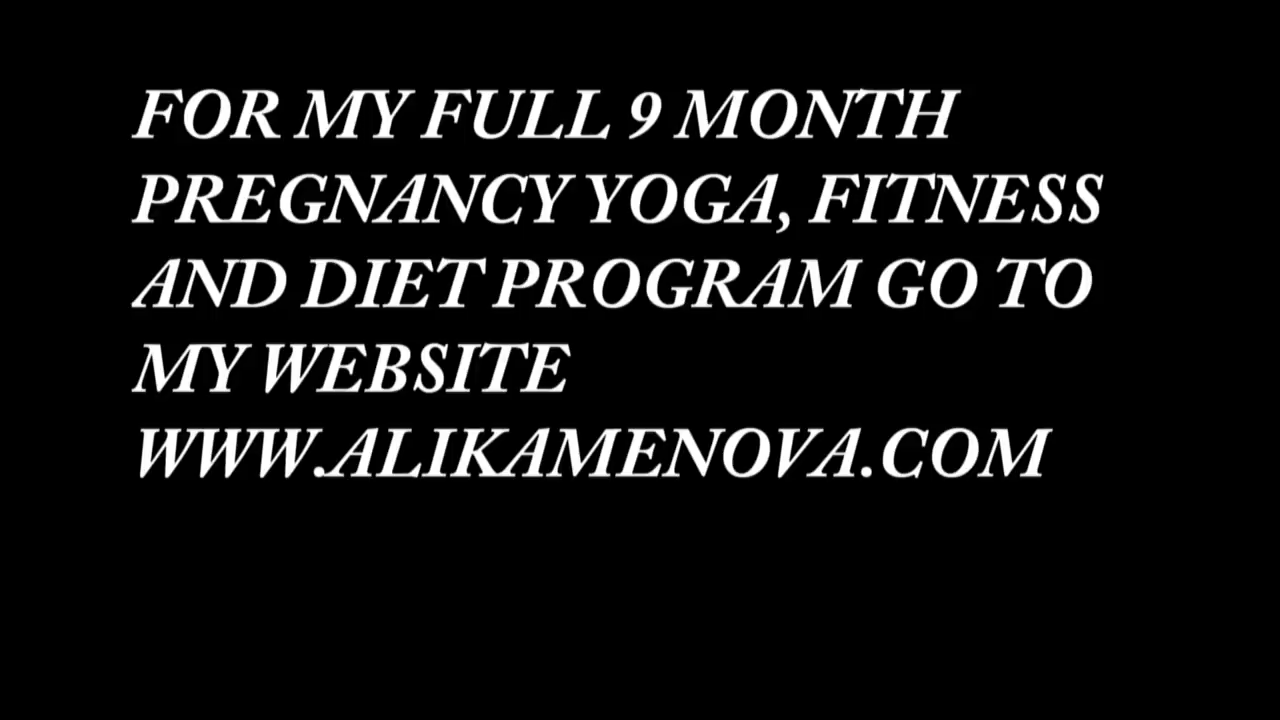 FOR MY FULL 9 MONTH
PREGNANCY YOGA, FITNESS
AND DIET PROGRAM GO TO
MY WEBSITE
WWW.ALIKAMENOVA.COM